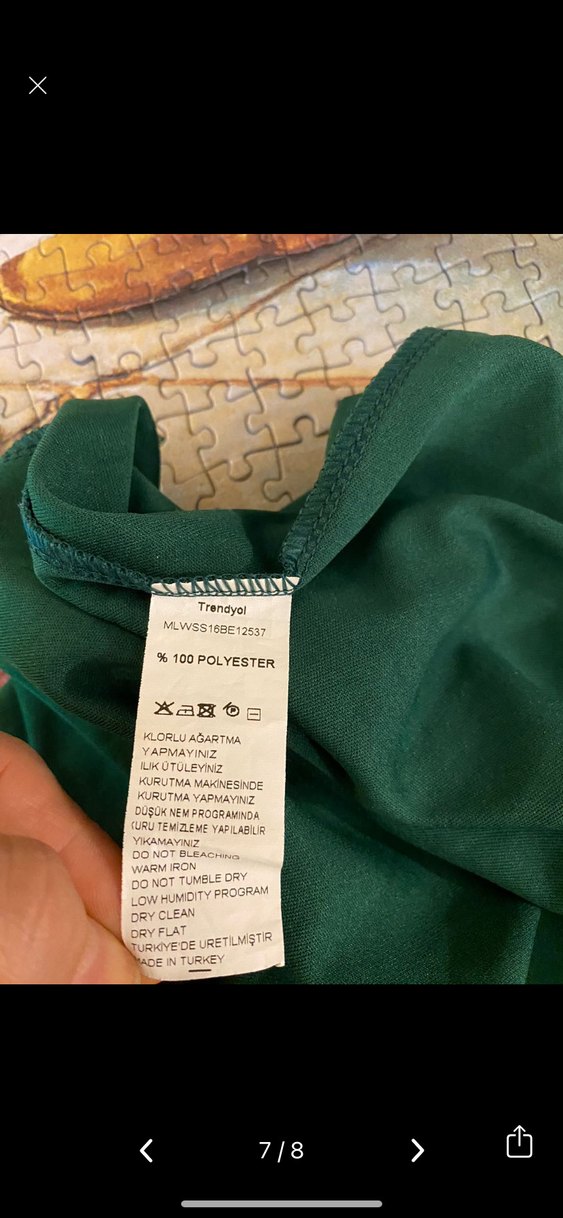 Trendyol
MLWSS16BE12537
% 100 POLYESTER
KLORLU AĞARTMA
YAPMAYINIZ
ILIK ÜTÜLEYİNİZ
KURUTMA MAKİNESİNDE
KURUTMA YAPMAYINIZ
DÜŞÜK NEM PROGRAMINDA
KURU TEMİZLEME YAPILABİLİR
YIKAMAYINIZ
DO NOT BLEACHING
WARM IRON
DO NOT TUMBLE DRY
LOW HUMIDITY PROGRAM
DRY CLEAN
DRY FLAT
TURKİYE'DE URETİLMİŞTİR
MADE IN TURKEY
7 / 8